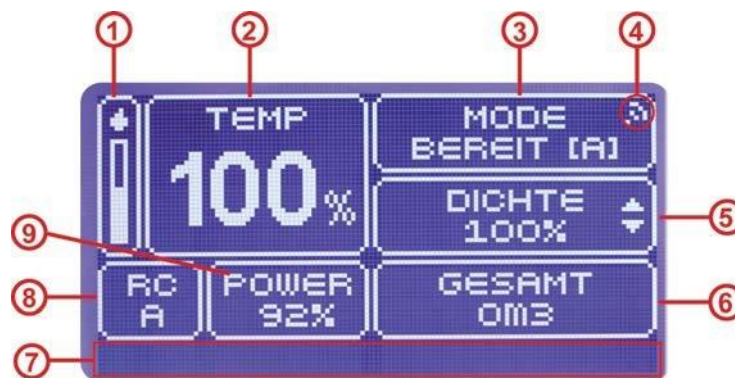 1 2 3 4
TEMP
100%
MODE
BEREIT [A]
DICHTE
100%
5
9
8
RC
A
POWER
92%
GESAMT
0m3
6
7